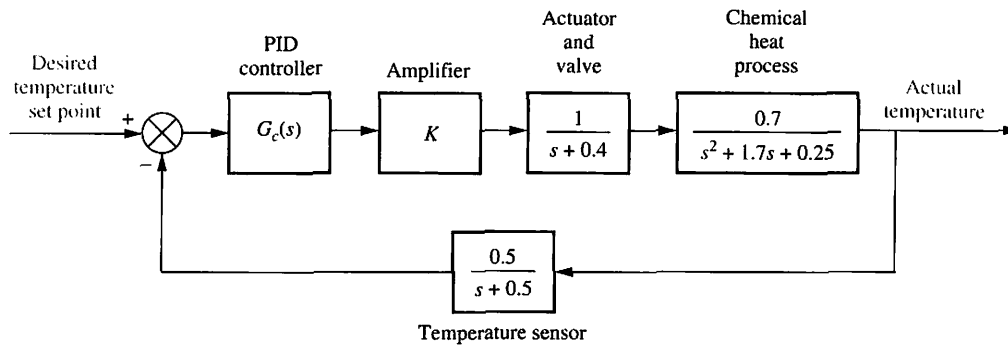 Desired
temperature
set point
+
−
PID
controller
G_c(s)
Amplifier
K
Actuator
and
valve
1
s + 0.4
Chemical
heat
process
0.7
s² + 1.7s + 0.25
Actual
temperature
0.5
s + 0.5
Temperature sensor